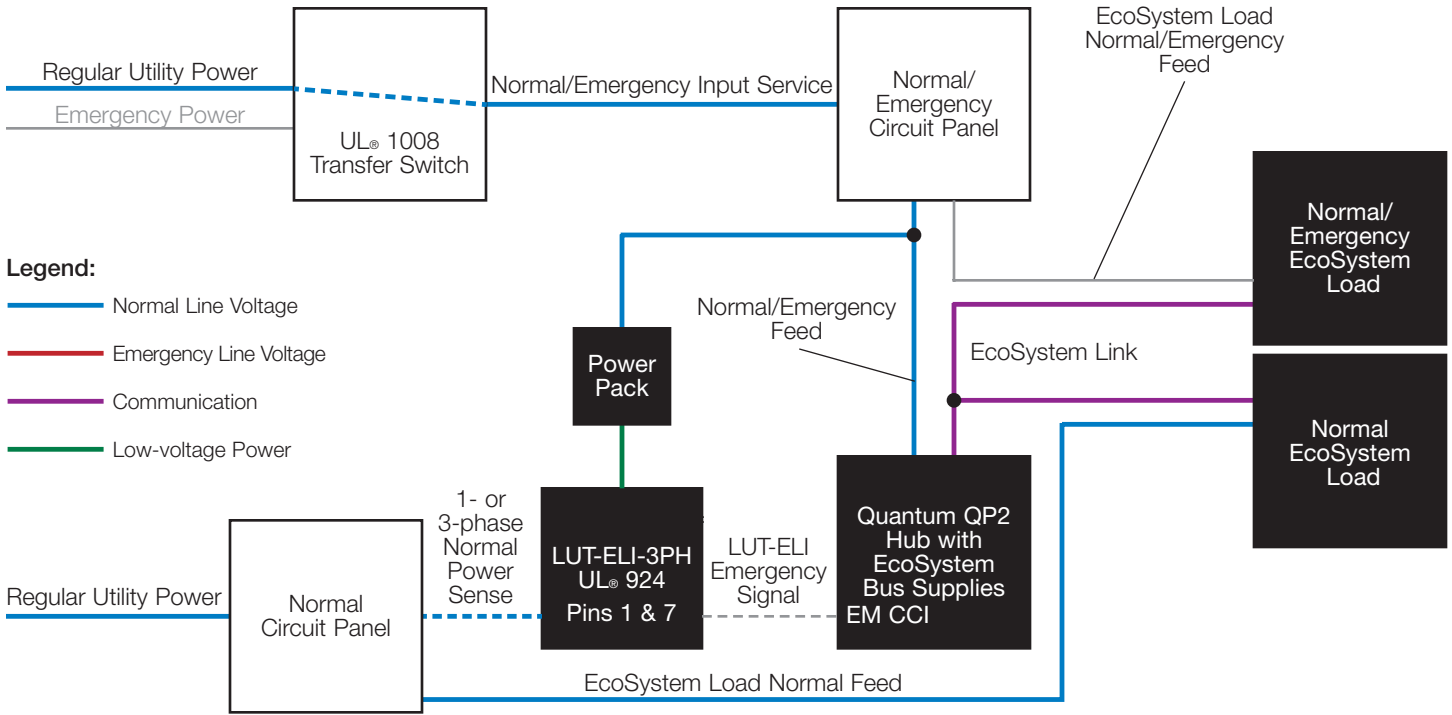 Regular Utility Power
Emergency Power
UL® 1008
Transfer Switch
Normal/Emergency Input Service
Normal/
Emergency
Circuit Panel
EcoSystem Load
Normal/Emergency
Feed
Normal/
Emergency
EcoSystem
Load
Legend:
Normal Line Voltage
Emergency Line Voltage
Communication
Low-voltage Power
Power
Pack
Normal/Emergency
Feed
EcoSystem Link
Normal
EcoSystem
Load
Regular Utility Power
Normal
Circuit Panel
1- or
3-phase
Normal
Power
Sense
LUT-ELI-3PH
UL® 924
Pins 1 & 7
LUT-ELI
Emergency
Signal
Quantum QP2
Hub with
EcoSystem
Bus Supplies
EM CCI
EcoSystem Load Normal Feed